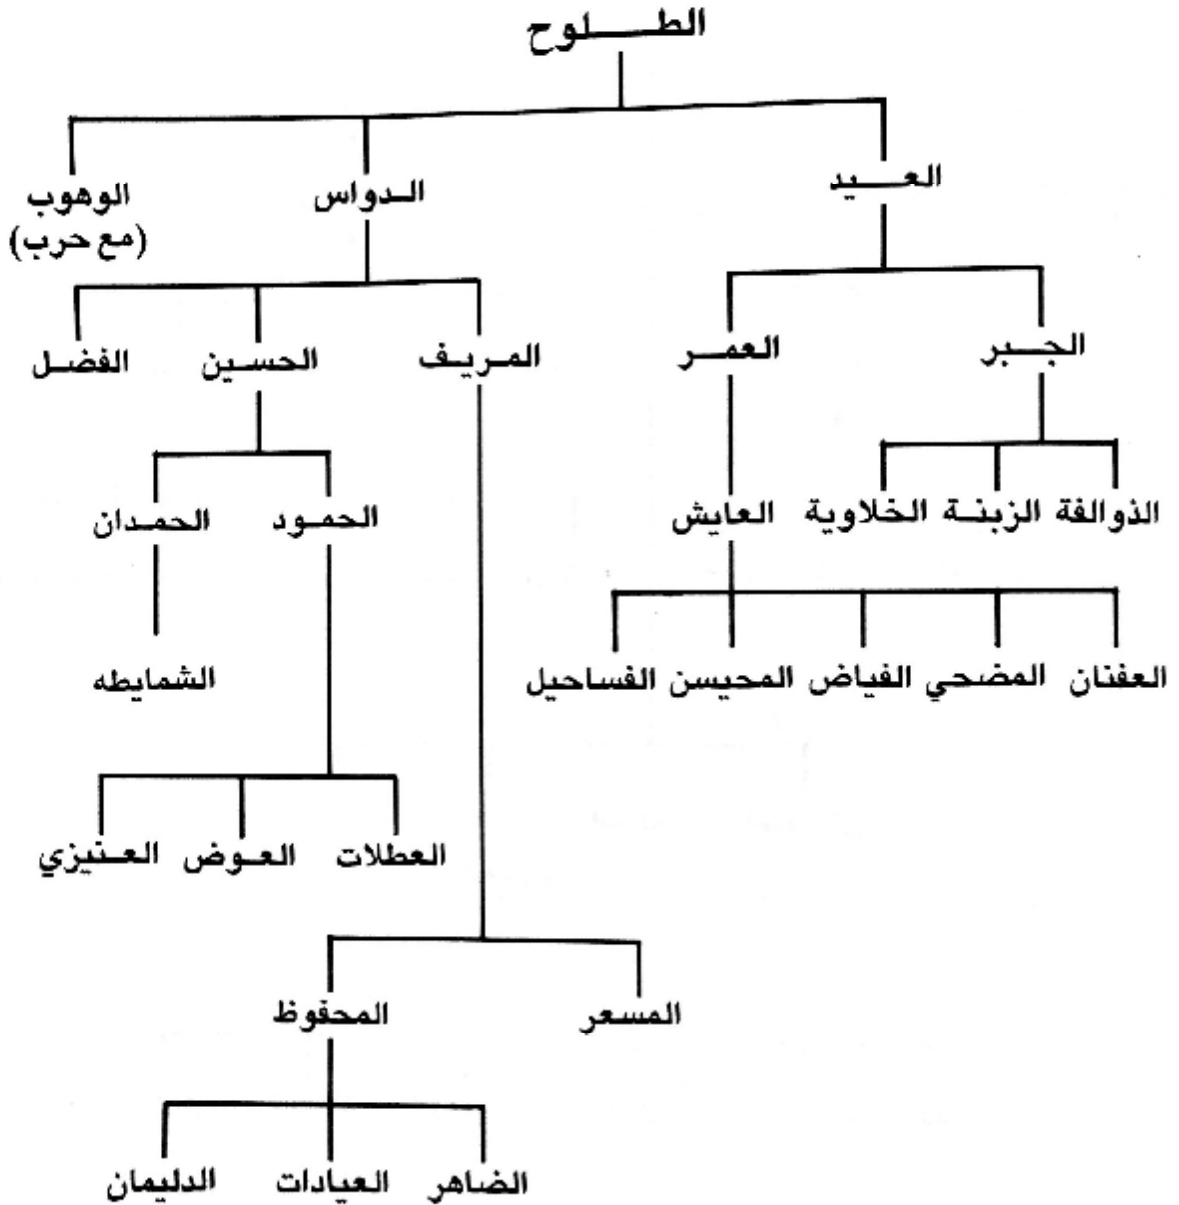 الطلوح
العيد
الدواس
الوهوب
(مع حرب)
الجبر
العمر
المريف
الحسين
الفضل
الذوالفة
الزبنة
الخلاوية
العايش
الحمود
الحمدان
العفنان
المضحي
الفياض
المحيسن
الفساحيل
الشمايطه
العطلات
العوض
العنيزي
المسعر
المحفوظ
الضاهر
العيادات
الدليمان